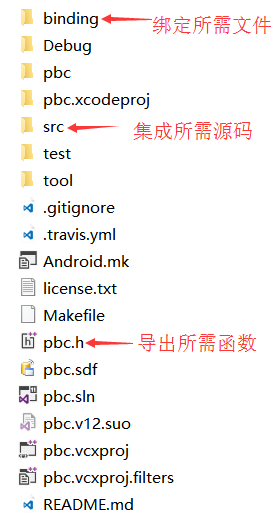 binding 绑定所需文件
Debug
pbc
pbc.xcodeproj
src 集成所需源码
test
tool
.gitignore
.travis.yml
Android.mk
license.txt
Makefile
pbc.h 导出所需函数
pbc.sdf
pbc.sln
pbc.v12.suo
pbc.vcxproj
pbc.vcxproj.filters
README.md